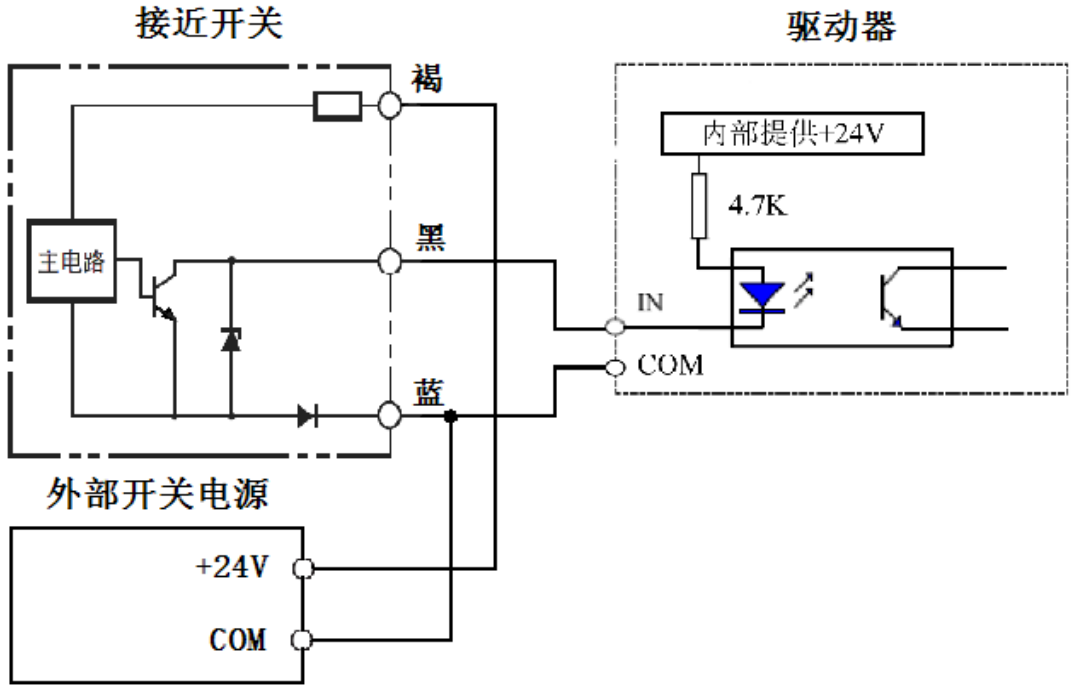 接近开关
驱动器
褐
内部提供+24V
4.7K
黑
主电路
IN
COM
蓝
外部开关电源
+24V
COM